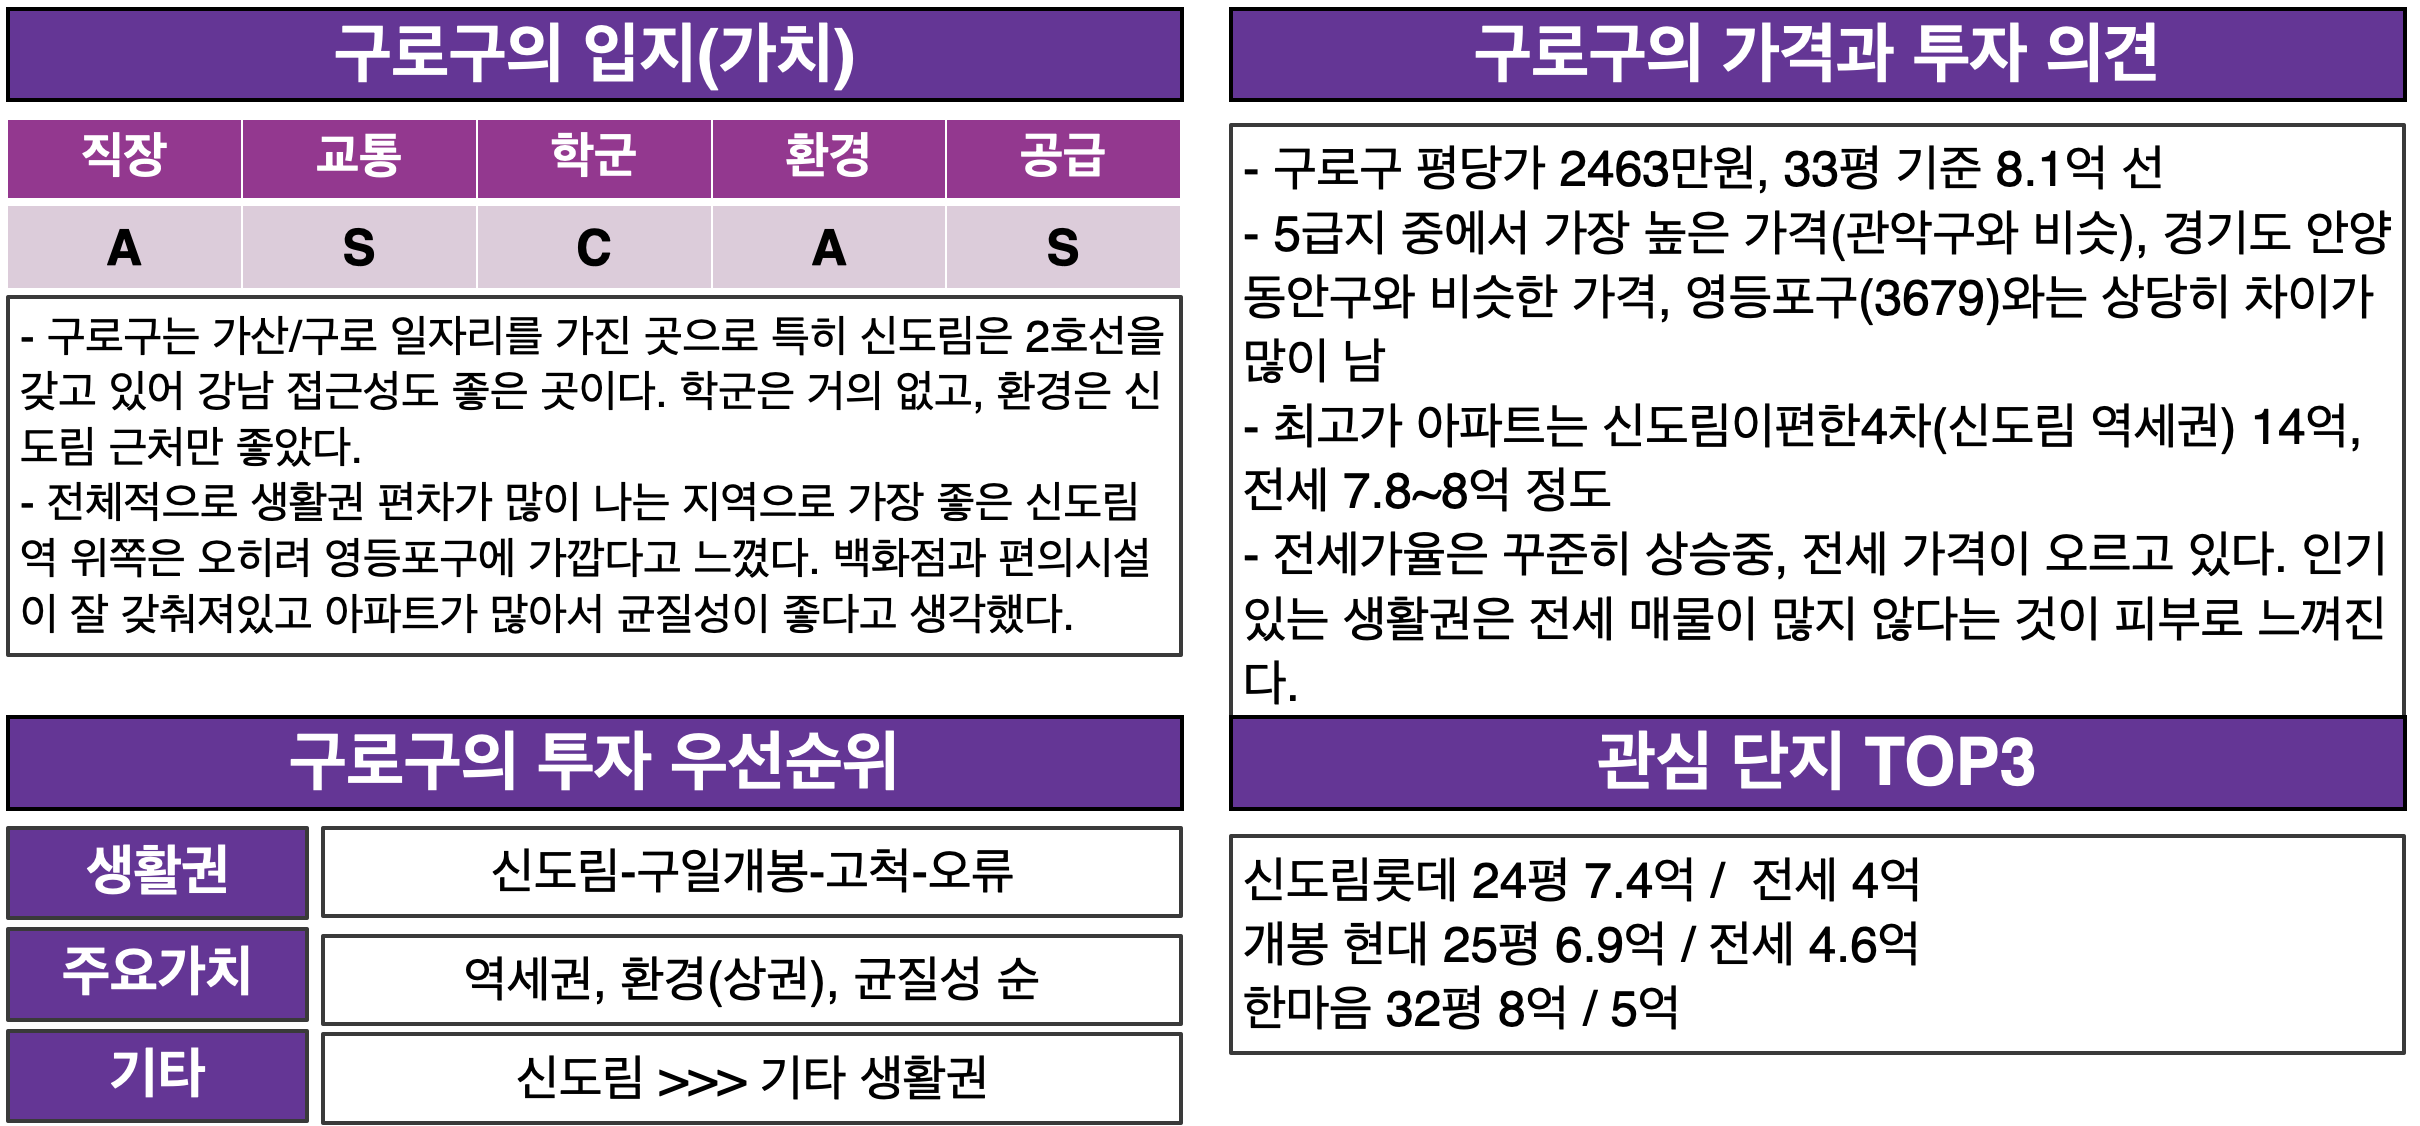 구로구의 입지(가치)
직장 교통 학군 환경 공급
A S C A S
- 구로구는 가산/구로 일자리를 가진 곳으로 특히 신도림은 2호선을
갖고 있어 강남 접근성도 좋은 곳이다. 학군은 거의 없고, 환경은 신
도림 근처만 좋았다.
- 전체적으로 생활권 편차가 많이 나는 지역으로 가장 좋은 신도림
역 위쪽은 오히려 영등포구에 가깝다고 느꼈다. 백화점과 편의시설
이 잘 갖춰져있고 아파트가 많아서 균질성이 좋다고 생각했다.
구로구의 가격과 투자 의견
- 구로구 평당가 2463만원, 33평 기준 8.1억 선
- 5급지 중에서 가장 높은 가격(관악구와 비슷), 경기도 안양
동안구와 비슷한 가격, 영등포구(3679)와는 상당히 차이가
많이 남
- 최고가 아파트는 신도림이편한4차(신도림 역세권) 14억,
전세 7.8~8억 정도
- 전세가율은 꾸준히 상승중, 전세 가격이 오르고 있다. 인기
있는 생활권은 전세 매물이 많지 않다는 것이 피부로 느껴진
다.
구로구의 투자 우선순위
생활권 신도림-구일개봉-고척-오류
주요가치 역세권, 환경(상권), 균질성 순
기타 신도림 >>> 기타 생활권
관심 단지 TOP3
신도림롯데 24평 7.4억 / 전세 4억
개봉 현대 25평 6.9억 / 전세 4.6억
한마음 32평 8억 / 5억